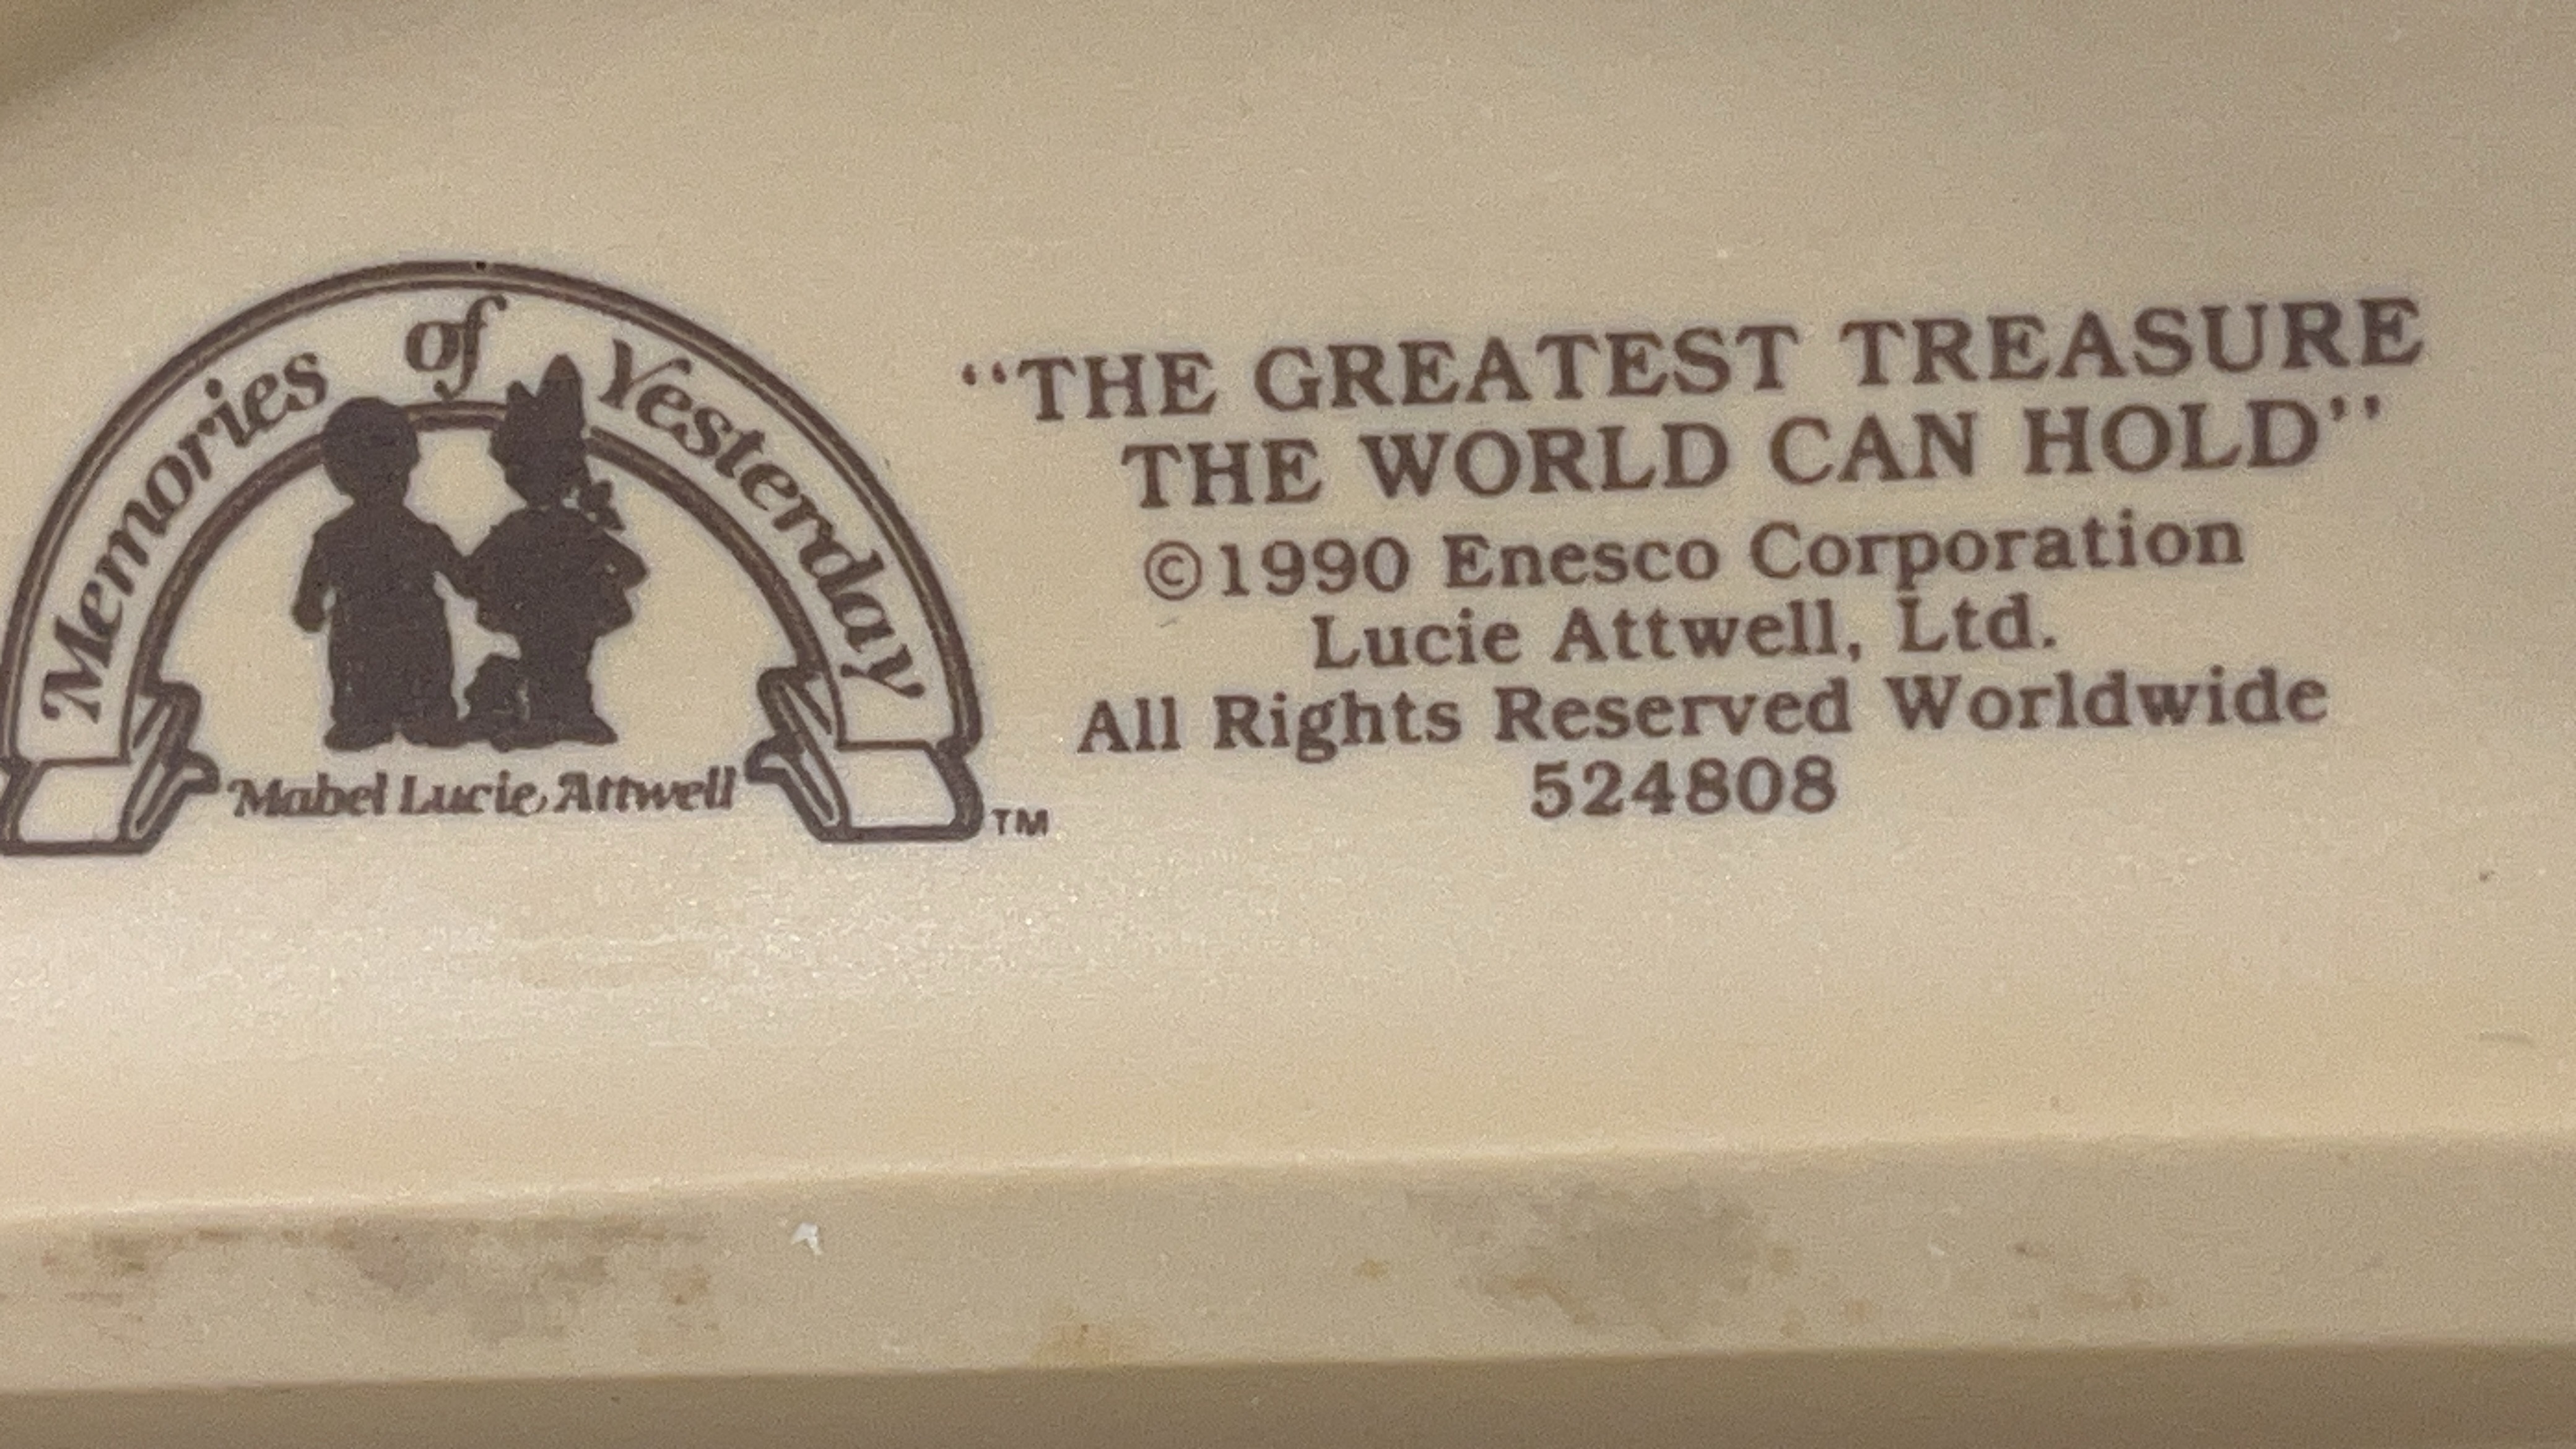 Memories of Yesterday
Mabel Lucie Attwell
TM
“THE GREATEST TREASURE
THE WORLD CAN HOLD”
©1990 Enesco Corporation
Lucie Attwell, Ltd.
All Rights Reserved Worldwide
524808